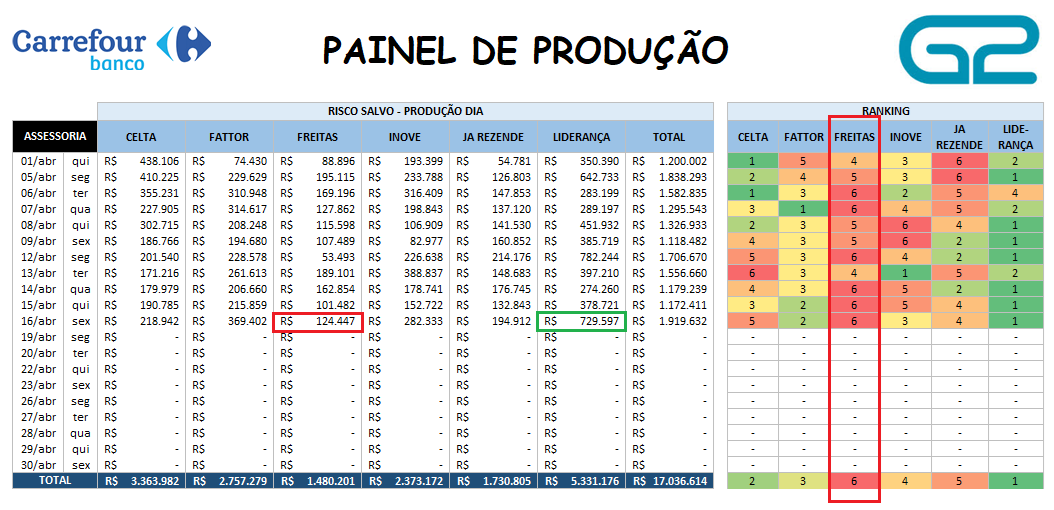 Carrefour banco
PAINEL DE PRODUÇÃO
G2
RISCO SALVO - PRODUÇÃO DIA
RANKING
ASSESSORIA CELTA FATTOR FREITAS INOVE JA REZENDE LIDERANÇA TOTAL CELTA FATTOR FREITAS INOVE JA REZENDE LIDE-RANÇA
01/abr qui R$ 438.106 R$ 74.430 R$ 88.896 R$ 193.399 R$ 54.781 R$ 350.390 R$ 1.200.002 1 5 4 3 6 2
05/abr seg R$ 410.225 R$ 229.629 R$ 195.115 R$ 233.788 R$ 126.803 R$ 642.733 R$ 1.838.293 2 4 5 3 6 1
06/abr ter R$ 355.231 R$ 310.948 R$ 169.196 R$ 316.409 R$ 147.853 R$ 283.199 R$ 1.582.835 1 3 6 2 5 4
07/abr qua R$ 227.905 R$ 314.617 R$ 127.862 R$ 198.843 R$ 137.120 R$ 289.197 R$ 1.295.543 3 1 6 4 5 2
08/abr qui R$ 302.715 R$ 208.248 R$ 115.598 R$ 106.909 R$ 141.530 R$ 451.932 R$ 1.326.933 2 3 5 6 4 1
09/abr sex R$ 186.766 R$ 194.680 R$ 107.489 R$ 82.977 R$ 160.852 R$ 385.719 R$ 1.118.482 4 3 5 6 2 1
12/abr seg R$ 201.540 R$ 228.578 R$ 53.493 R$ 226.638 R$ 214.176 R$ 782.244 R$ 1.706.670 5 3 6 4 2 1
13/abr ter R$ 171.216 R$ 261.613 R$ 189.101 R$ 388.837 R$ 148.683 R$ 397.210 R$ 1.556.660 6 3 4 1 5 2
14/abr qua R$ 179.979 R$ 206.660 R$ 162.854 R$ 178.741 R$ 176.745 R$ 274.260 R$ 1.179.239 4 3 6 5 5 1
15/abr qui R$ 190.785 R$ 215.859 R$ 101.482 R$ 152.722 R$ 132.843 R$ 378.721 R$ 1.172.411 3 2 6 5 4 1
16/abr sex R$ 218.942 R$ 369.402 R$ 124.447 R$ 282.333 R$ 194.912 R$ 729.597 R$ 1.919.632 5 2 6 3 4 1
19/abr seg R$ - R$ - R$ - R$ - R$ - R$ - R$ - - - - - - -
20/abr ter R$ - R$ - R$ - R$ - R$ - R$ - R$ - - - - - - -
22/abr qui R$ - R$ - R$ - R$ - R$ - R$ - R$ - - - - - - -
23/abr sex R$ - R$ - R$ - R$ - R$ - R$ - R$ - - - - - - -
26/abr seg R$ - R$ - R$ - R$ - R$ - R$ - R$ - - - - - - -
27/abr ter R$ - R$ - R$ - R$ - R$ - R$ - R$ - - - - - - -
28/abr qua R$ - R$ - R$ - R$ - R$ - R$ - R$ - - - - - - -
29/abr qui R$ - R$ - R$ - R$ - R$ - R$ - R$ - - - - - - -
30/abr sex R$ - R$ - R$ - R$ - R$ - R$ - R$ - - - - - - -
TOTAL R$ 3.363.982 R$ 2.757.279 R$ 1.480.201 R$ 2.373.172 R$ 1.730.805 R$ 5.331.176 R$ 17.036.614 2 3 6 4 5 1